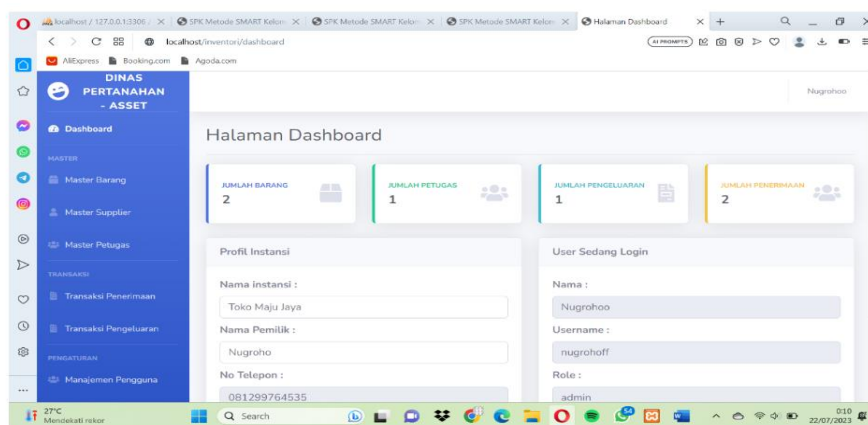 localhost / 127.0.0.1:3306 /
SPK Metode SMART Kelom
SPK Metode SMART Kelom
SPK Metode SMART Kelom
Halaman Dashboard
localhost/inventori/dashboard
AI PROMPTS
AliExpress
Booking.com
Agoda.com
DINAS
PERTANAHAN
- ASSET
Nugrohoo
Dashboard
MASTER
Master Barang
Master Supplier
Master Petugas
TRANSAKSI
Transaksi Penerimaan
Transaksi Pengeluaran
PENGATURAN
Manajemen Pengguna
Halaman Dashboard
JUMLAH BARANG
2
JUMLAH PETUGAS
1
JUMLAH PENGELUARAN
1
JUMLAH PENERIMAAN
2
Profil Instansi
Nama instansi :
Toko Maju Jaya
Nama Pemilik :
Nugroho
No Telepon :
081299764535
User Sedang Login
Nama :
Nugrohoo
Username :
nugrohoff
Role :
admin
27°C
Mendekati rekor
Search
54
0:10
22/07/2023